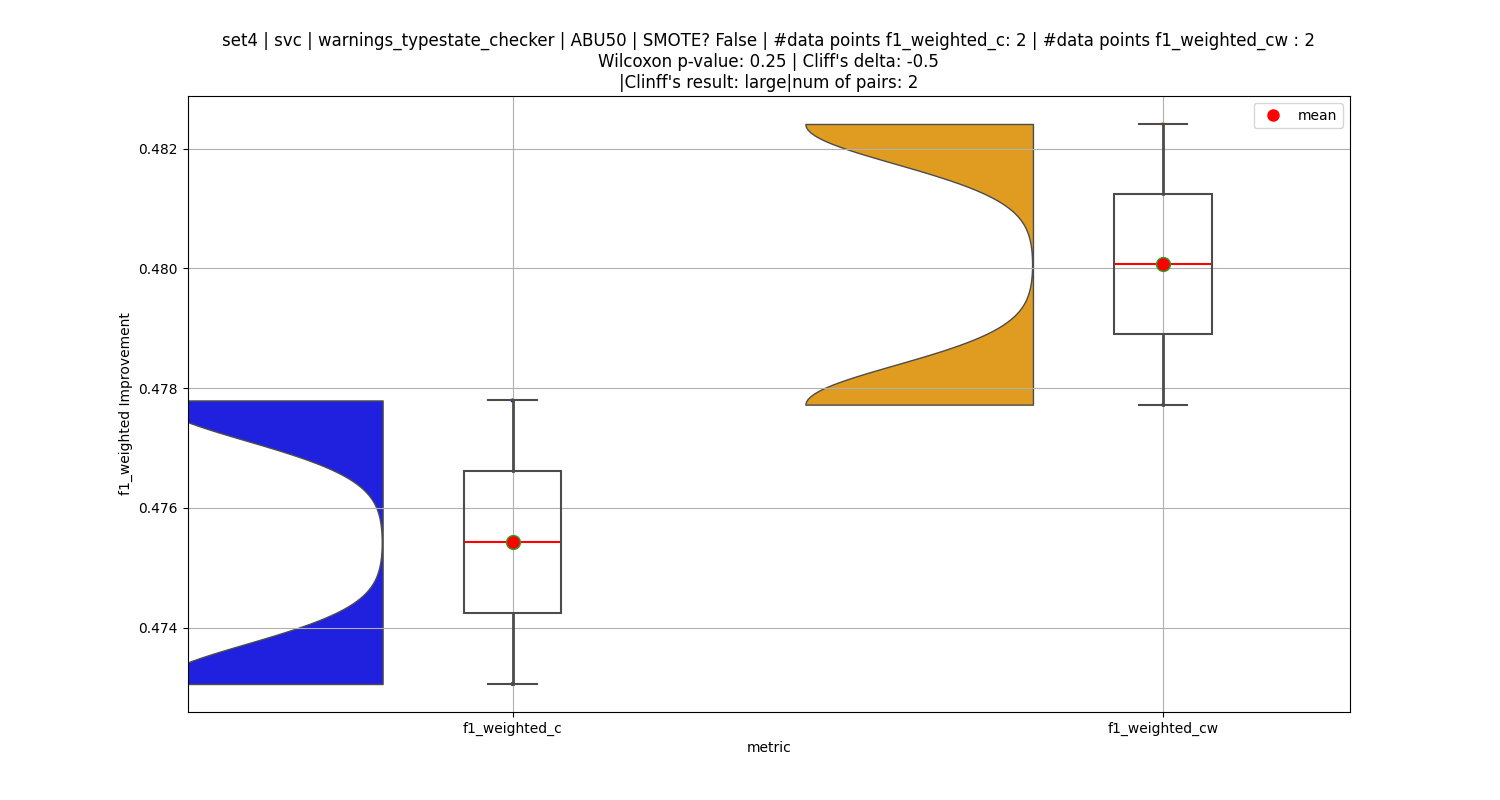 set4 | svc | warnings_typestate_checker | ABU50 | SMOTE? False | #data points f1_weighted_c: 2 | #data points f1_weighted_cw : 2
Wilcoxon p-value: 0.25 | Cliff's delta: -0.5
|Clinff's result: large|num of pairs: 2
mean
0.482
0.480
0.478
0.476
0.474
f1_weighted Improvement
f1_weighted_c
f1_weighted_cw
metric